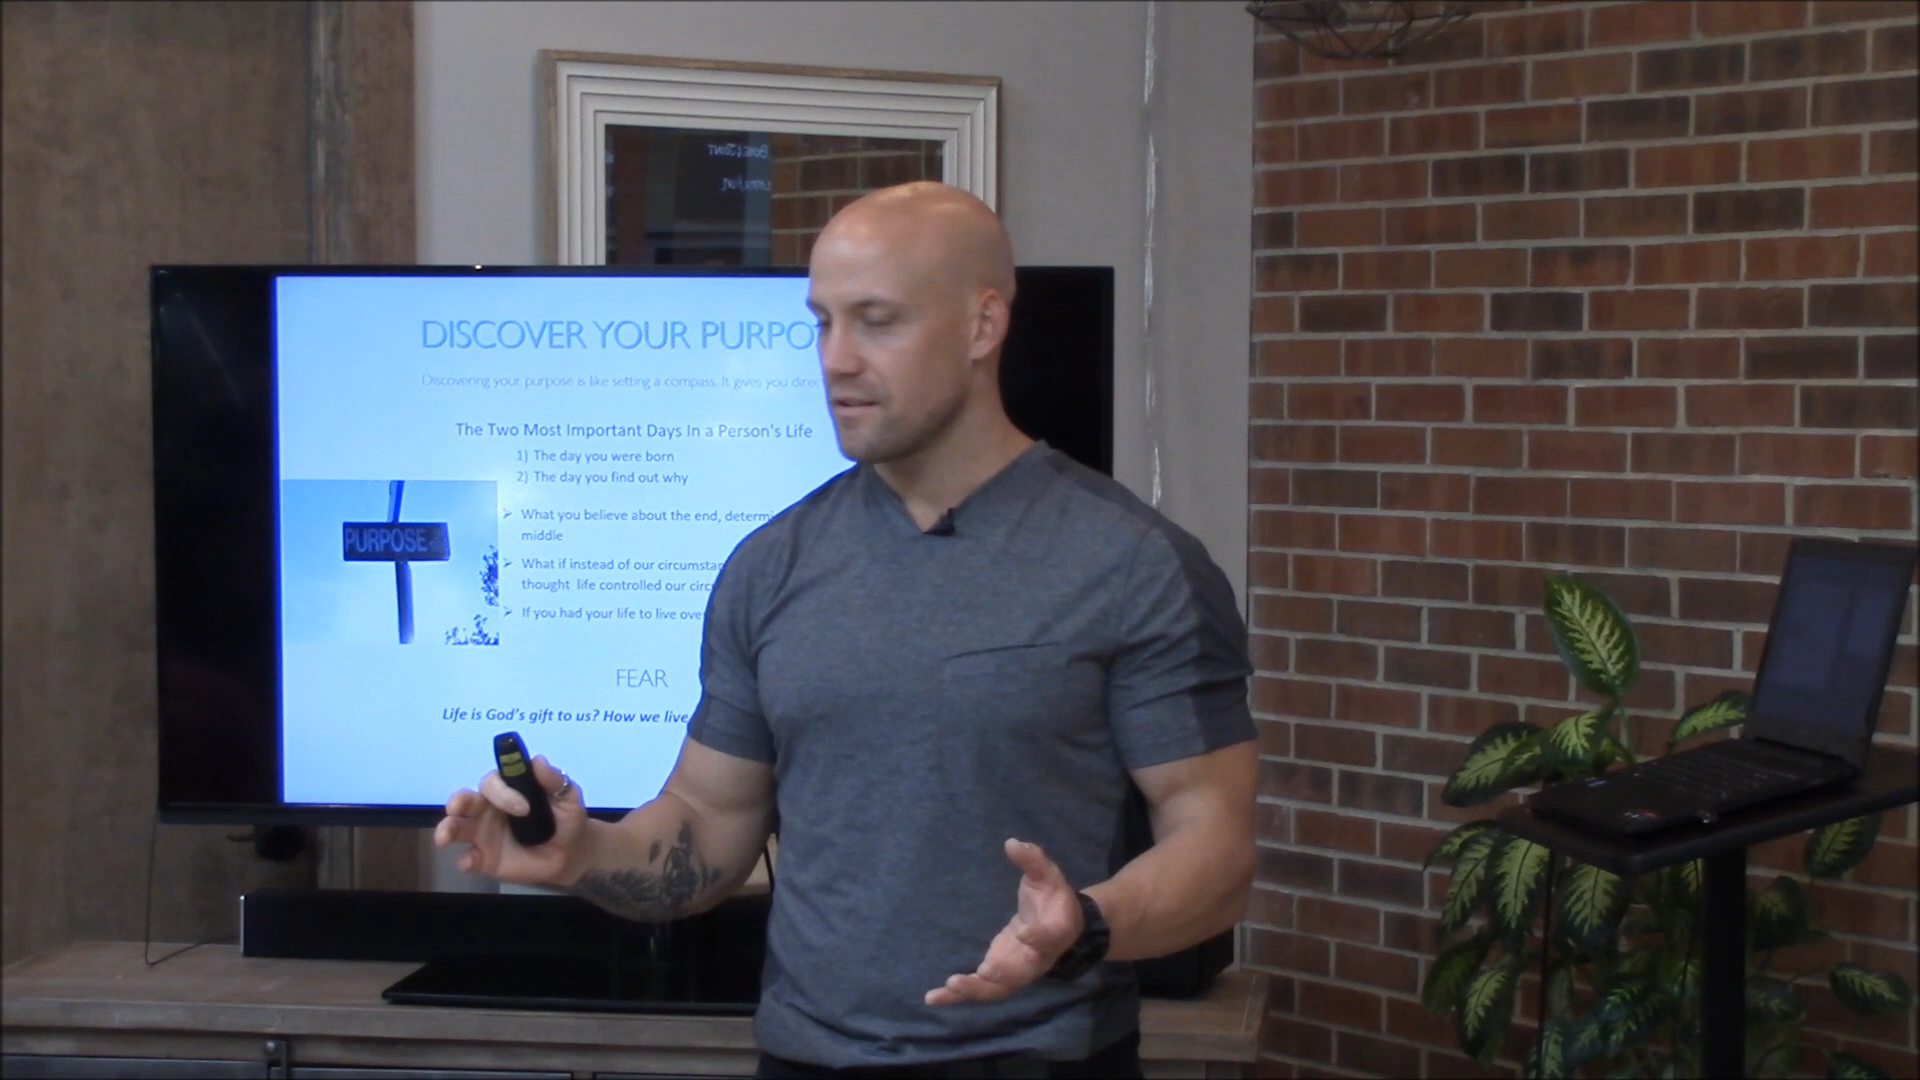 DISCOVER YOUR PURPO
Discovering your purpose is like setting a compass. It gives you direc
The Two Most Important Days In a Person's Life
1) The day you were born
2) The day you find out why
What you believe about the end, determi
middle
What if instead of our circumstan
thought life controlled our circ
If you had your life to live ove
FEAR
Life is God's gift to us? How we live
PURPOSE